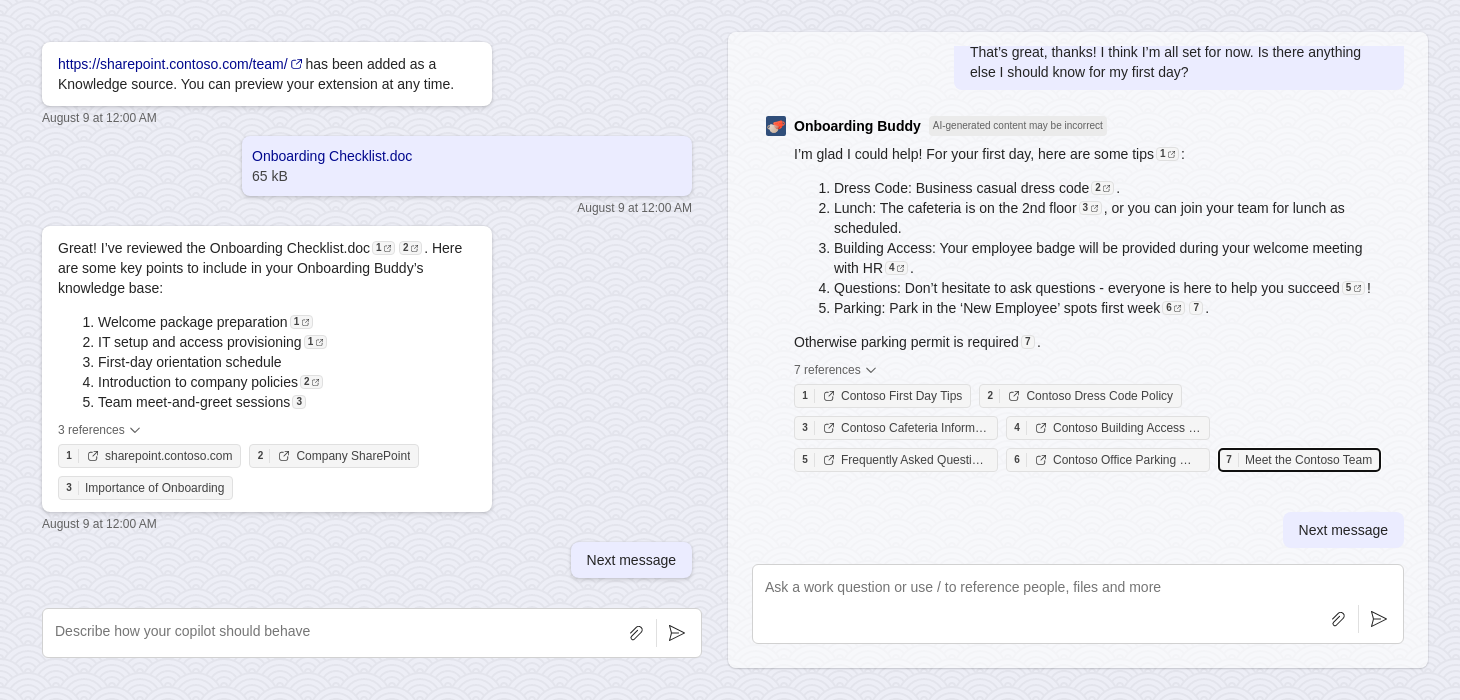 https://sharepoint.contoso.com/team/ has been added as a
Knowledge source. You can preview your extension at any time.
August 9 at 12:00 AM
Onboarding Checklist.doc
65 kB
August 9 at 12:00 AM
Great! I’ve reviewed the Onboarding Checklist.doc 1 2 . Here
are some key points to include in your Onboarding Buddy’s
knowledge base:
1. Welcome package preparation 1
2. IT setup and access provisioning 1
3. First-day orientation schedule
4. Introduction to company policies 2
5. Team meet-and-greet sessions 3
3 references
1 sharepoint.contoso.com 2 Company SharePoint
3 Importance of Onboarding
August 9 at 12:00 AM
Next message
Describe how your copilot should behave
That’s great, thanks! I think I’m all set for now. Is there anything
else I should know for my first day?
Onboarding Buddy AI-generated content may be incorrect
I’m glad I could help! For your first day, here are some tips 1 :
1. Dress Code: Business casual dress code 2 .
2. Lunch: The cafeteria is on the 2nd floor 3 , or you can join your team for lunch as
scheduled.
3. Building Access: Your employee badge will be provided during your welcome meeting
with HR 4 .
4. Questions: Don’t hesitate to ask questions - everyone is here to help you succeed 5 !
5. Parking: Park in the ‘New Employee’ spots first week 6 7 .
Otherwise parking permit is required 7 .
7 references
1 Contoso First Day Tips 2 Contoso Dress Code Policy
3 Contoso Cafeteria Inform… 4 Contoso Building Access …
5 Frequently Asked Questi… 6 Contoso Office Parking … 7 Meet the Contoso Team
Next message
Ask a work question or use / to reference people, files and more